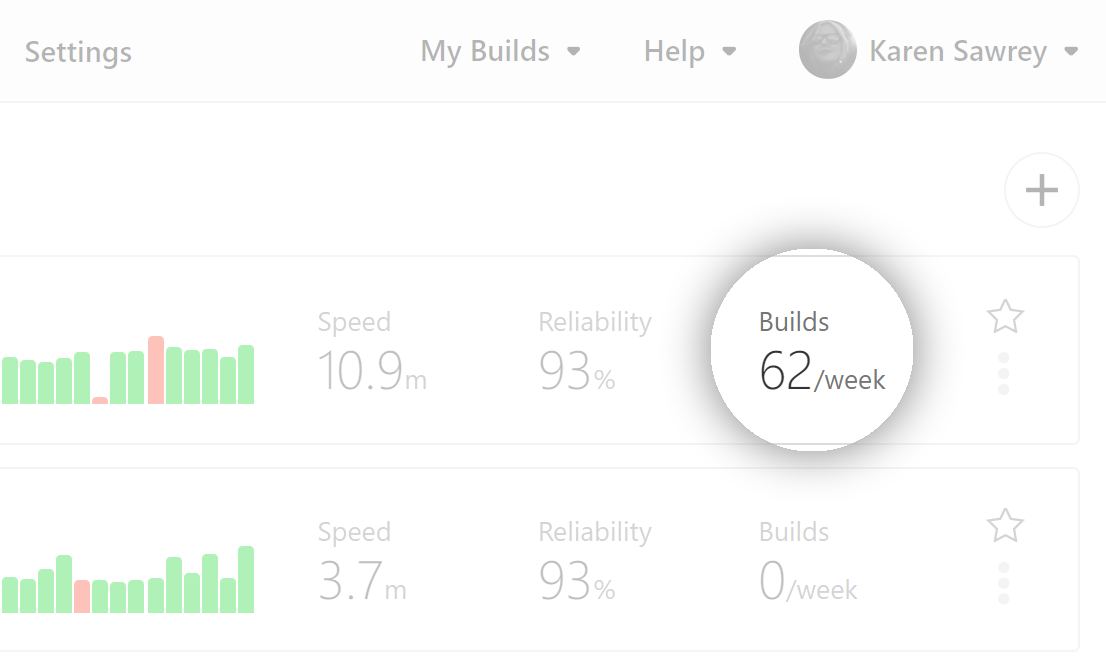 Settings My Builds Help Karen Sawrey
Speed Reliability Builds
10.9m 93% 62/week
Speed Reliability Builds
3.7m 93% 0/week